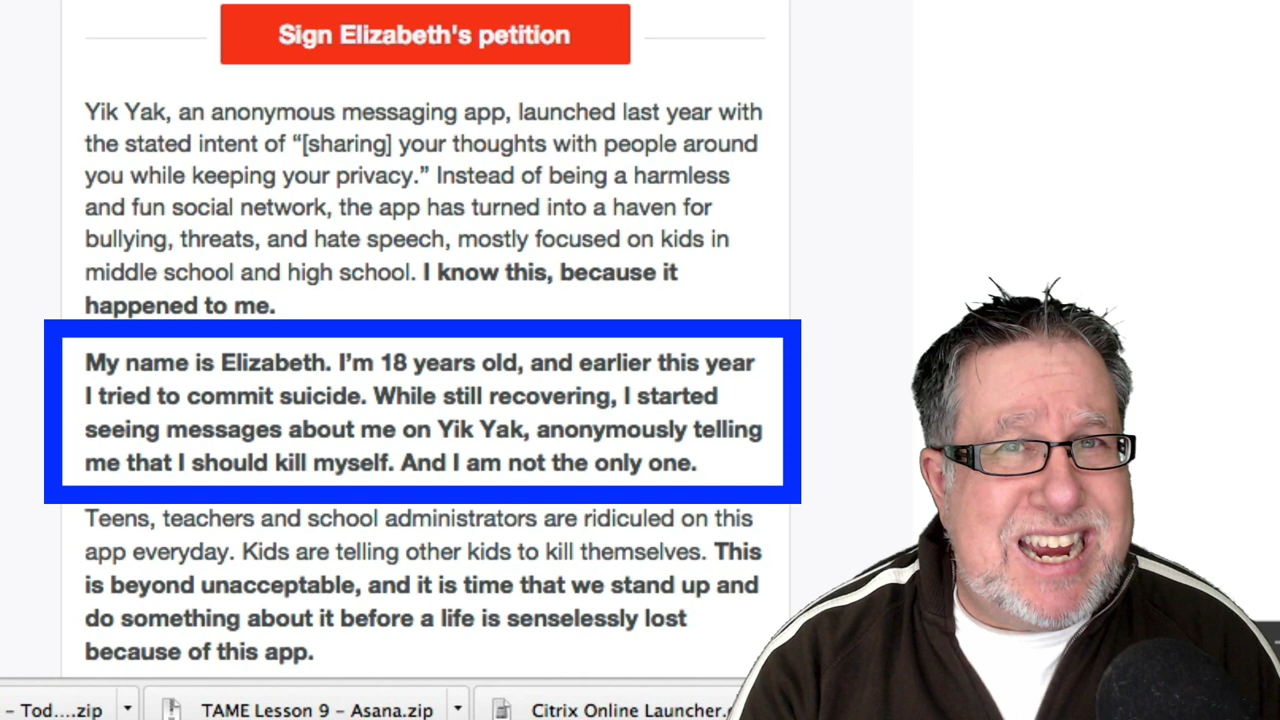 Sign Elizabeth's petition
Yik Yak, an anonymous messaging app, launched last year with
the stated intent of “[sharing] your thoughts with people around
you while keeping your privacy.” Instead of being a harmless
and fun social network, the app has turned into a haven for
bullying, threats, and hate speech, mostly focused on kids in
middle school and high school. I know this, because it
happened to me.
My name is Elizabeth. I’m 18 years old, and earlier this year
I tried to commit suicide. While still recovering, I started
seeing messages about me on Yik Yak, anonymously telling
me that I should kill myself. And I am not the only one.
Teens, teachers and school administrators are ridiculed on this
app everyday. Kids are telling other kids to kill themselves. This
is beyond unacceptable, and it is time that we stand up and
do something about it before a life is senselessly lost
because of this app.
– Tod....zip TAME Lesson 9 – Asana.zip Citrix Online Launcher.